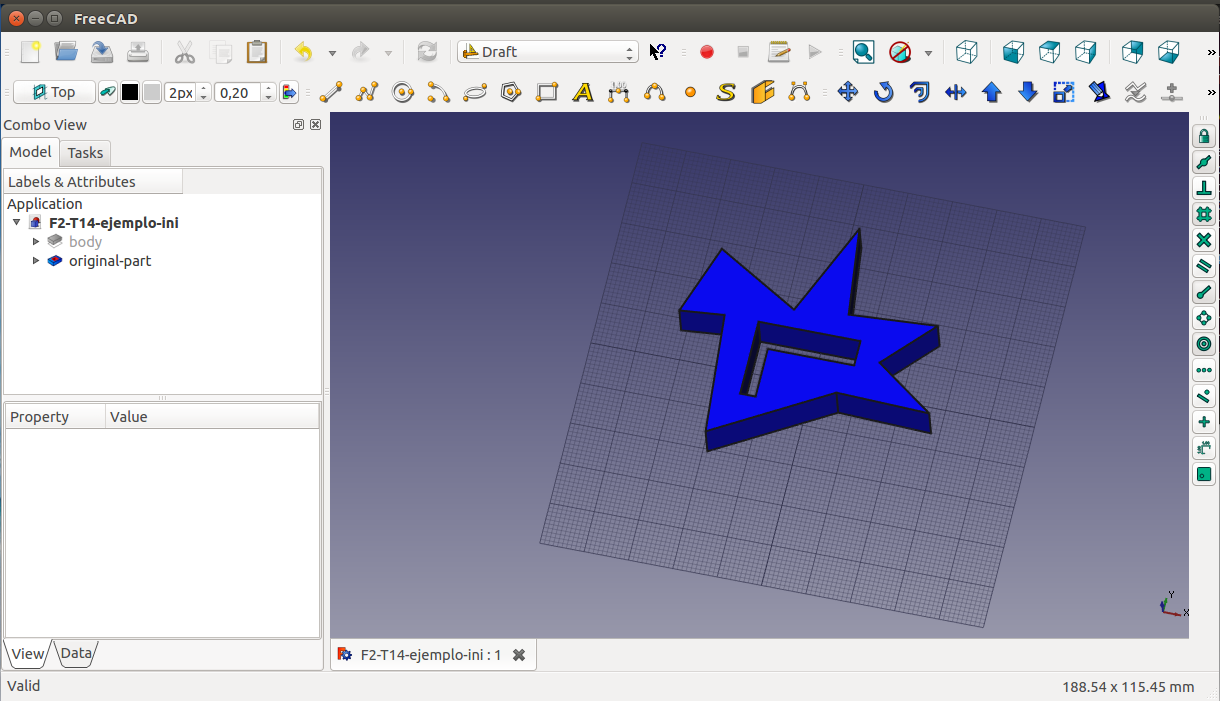 FreeCAD
Draft
Top
2px
0,20
Combo View
Model
Tasks
Labels & Attributes
Application
F2-T14-ejemplo-ini
body
original-part
Property
Value
View
Data
F2-T14-ejemplo-ini : 1
Y
X
Valid
188.54 x 115.45 mm